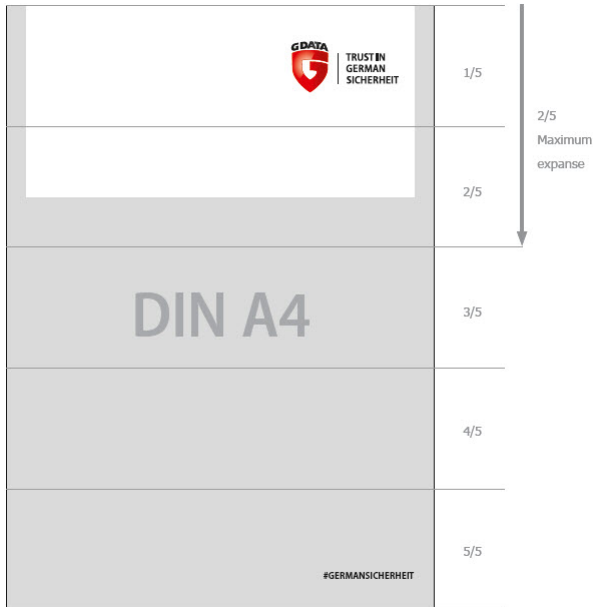 G DATA
TRUST IN
GERMAN
SICHERHEIT
1/5
2/5
Maximum
expanse
2/5
DIN A4
3/5
4/5
5/5
#GERMANSICHERHEIT